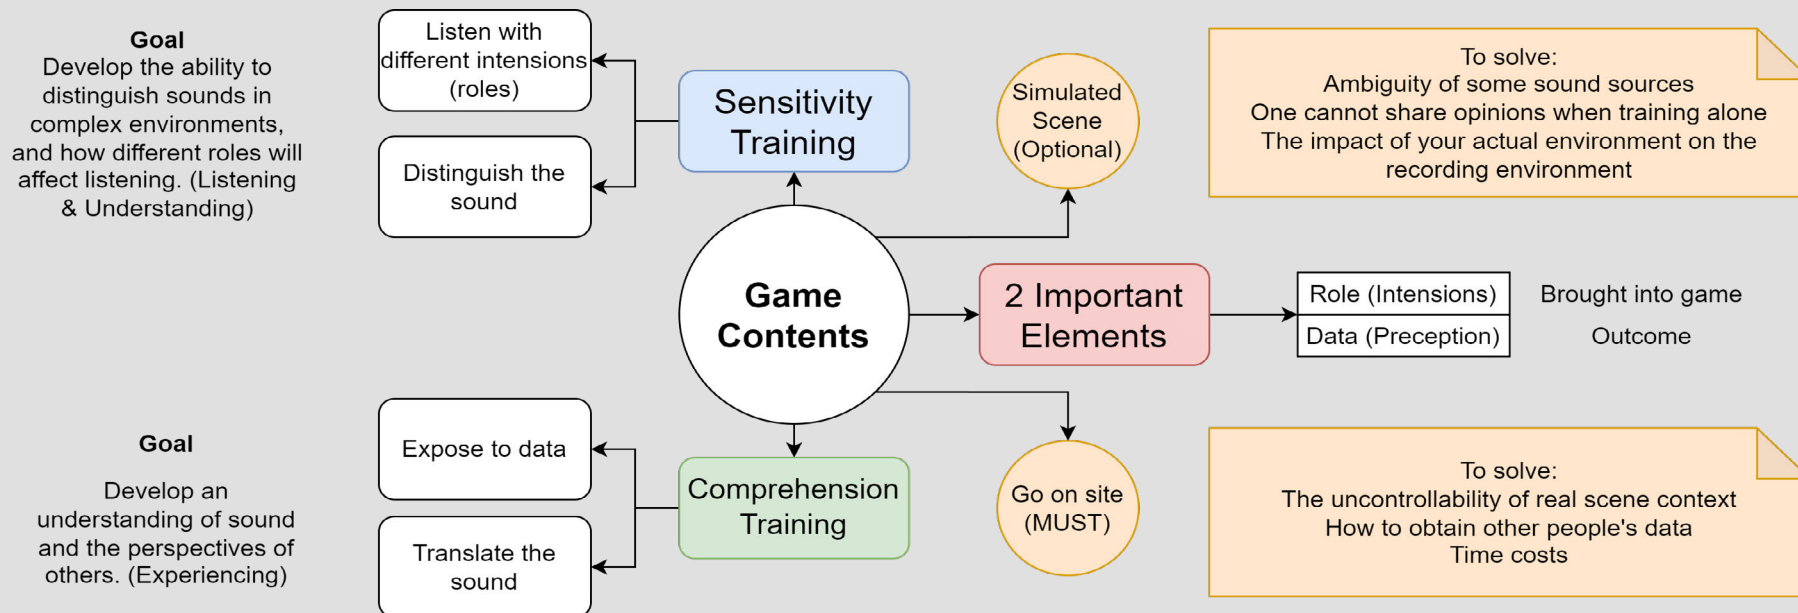 Goal
Develop the ability to
distinguish sounds in
complex environments,
and how different roles will
affect listening. (Listening
& Understanding)
Listen with
different intensions
(roles)
Distinguish the
sound
Sensitivity
Training
Simulated
Scene
(Optional)
To solve:
Ambiguity of some sound sources
One cannot share opinions when training alone
The impact of your actual environment on the
recording environment
Game
Contents
2 Important
Elements
Role (Intensions)
Brought into game
Data (Preception)
Outcome
Goal
Develop an
understanding of sound
and the perspectives of
others. (Experiencing)
Expose to data
Translate the
sound
Comprehension
Training
Go on site
(MUST)
To solve:
The uncontrollability of real scene context
How to obtain other people's data
Time costs